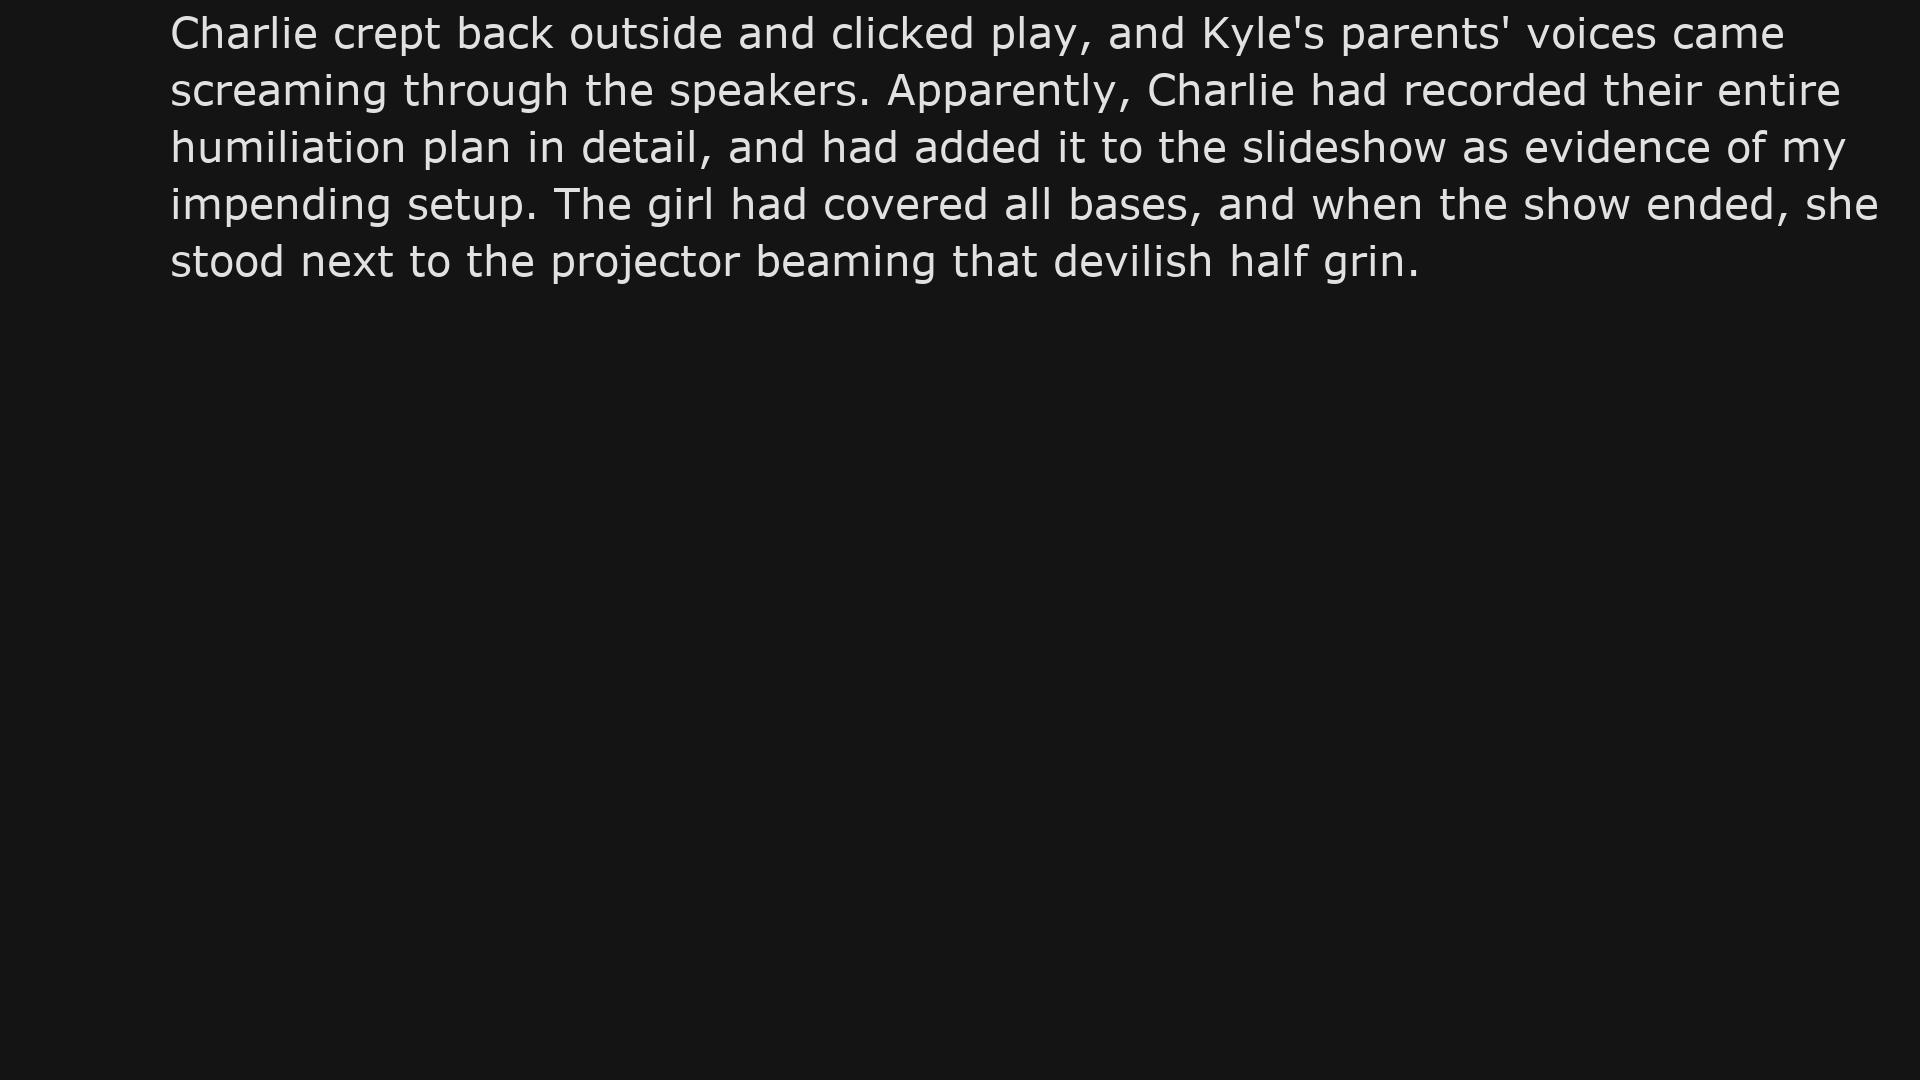 Charlie crept back outside and clicked play, and Kyle's parents' voices came
screaming through the speakers. Apparently, Charlie had recorded their entire
humiliation plan in detail, and had added it to the slideshow as evidence of my
impending setup. The girl had covered all bases, and when the show ended, she
stood next to the projector beaming that devilish half grin.